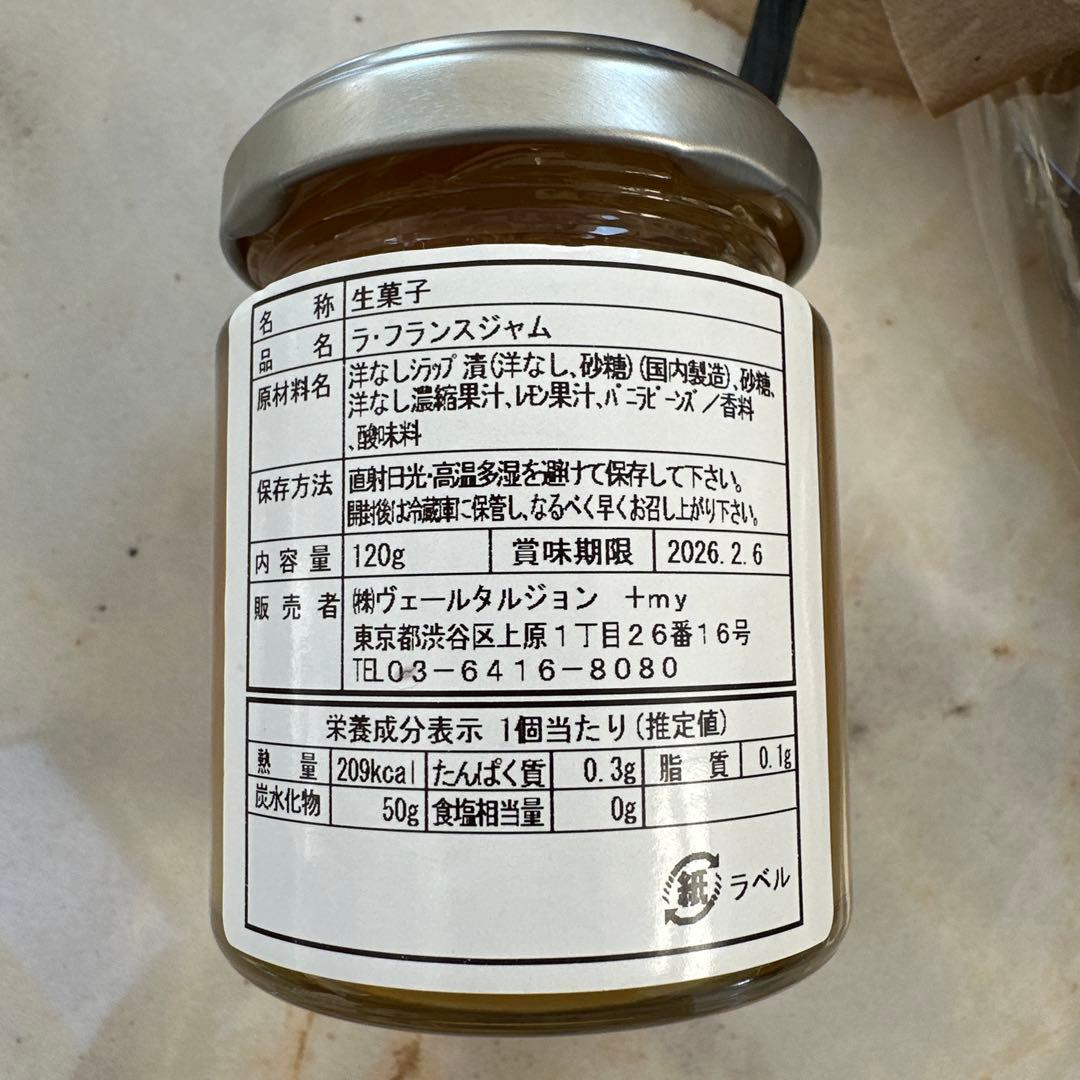 名称 生菓子
品名 ラ・フランスジャム
原材料名 洋なしシラップ漬(洋なし、砂糖)(国内製造)、砂糖、
洋なし濃縮果汁、レモン果汁、バニラビーンズ/香料
、酸味料
保存方法 直射日光・高温多湿を避けて保存して下さい。
開封後は冷蔵庫に保管し、なるべく早くお召し上がり下さい。
内容量 120g 賞味期限 2026.2.6
販売者 ㈱ヴェールタルジョン +my
東京都渋谷区上原1丁目26番16号
TEL03-6416-8080
栄養成分表示 1個当たり(推定値)
熱量 209kcal たんぱく質 0.3g 脂質 0.1g
炭水化物 50g 食塩相当量 0g
紙 ラベル